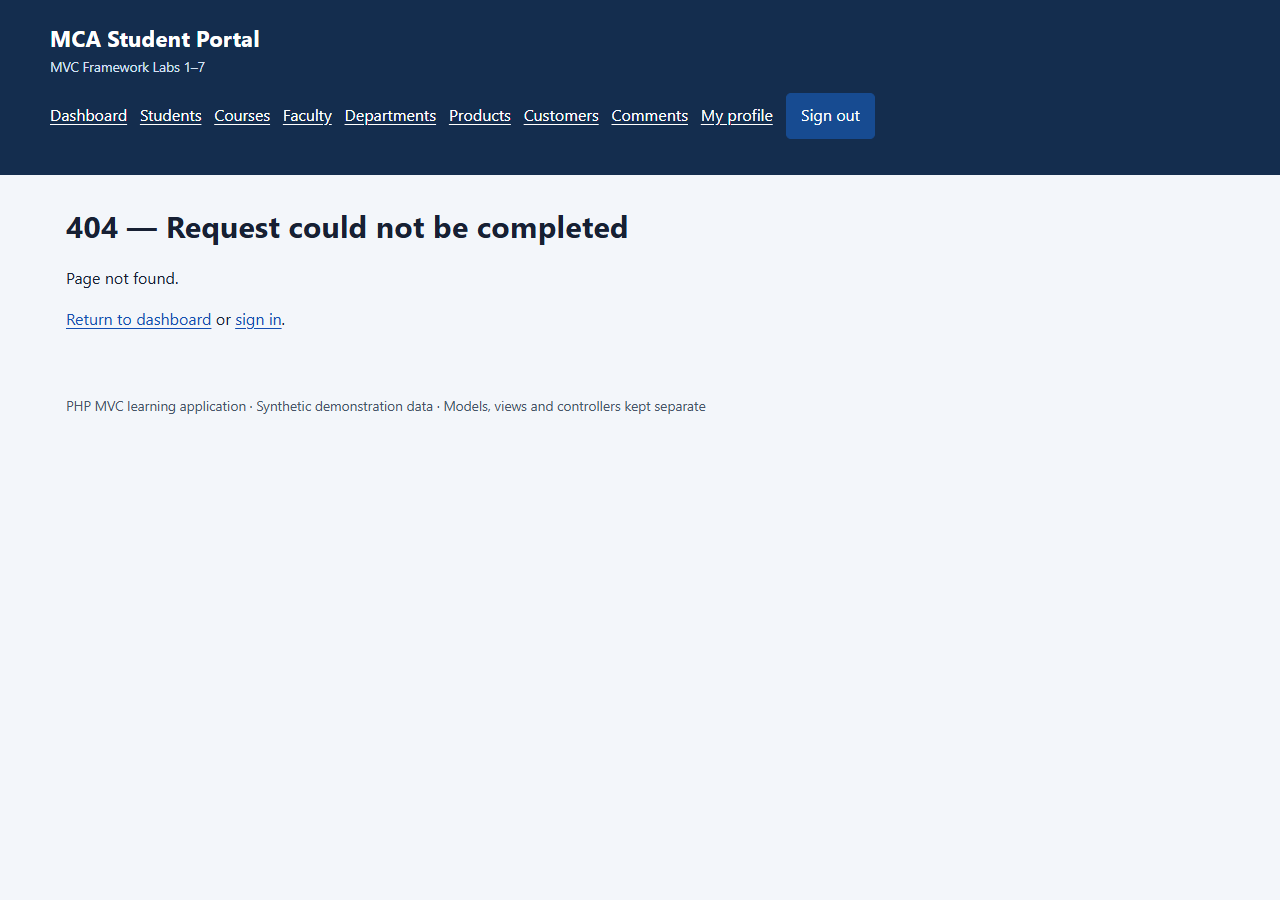 MCA Student Portal
MVC Framework Labs 1–7
Dashboard Students Courses Faculty Departments Products Customers Comments My profile Sign out
404 — Request could not be completed
Page not found.
Return to dashboard or sign in.
PHP MVC learning application · Synthetic demonstration data · Models, views and controllers kept separate